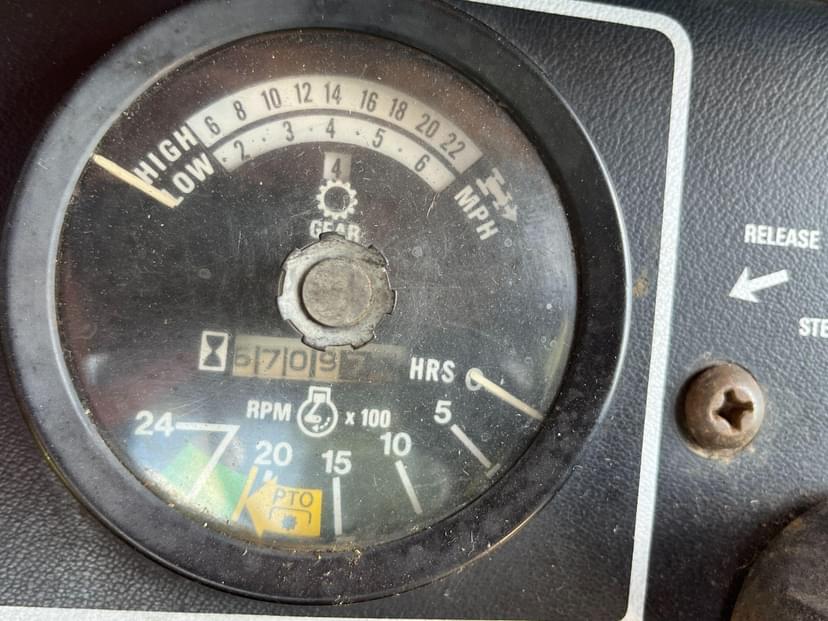 6 8 10 12 14 16 18 20 22
HIGH
LOW
· 2 · 3 · 4 · 5 · 6
MPH
4
GEAR
HRS
RPM x 100
24 20 15 10 5 0
PTO
RELEASE
STE